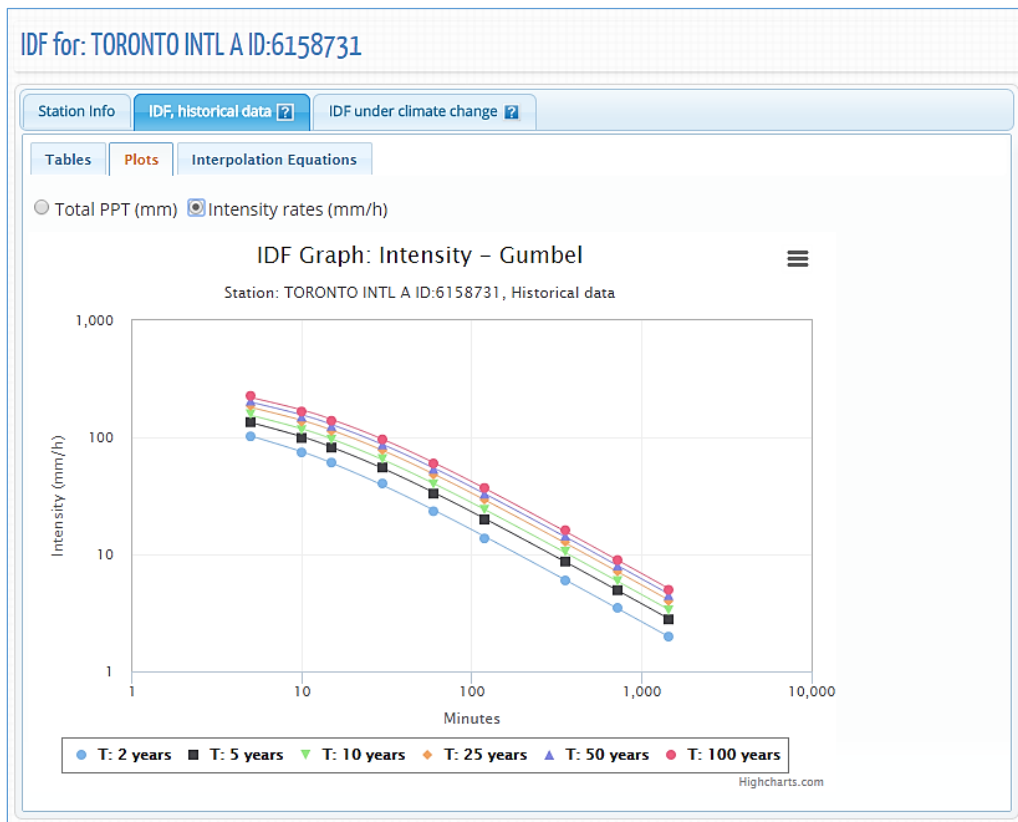 IDF for: TORONTO INTL A ID:6158731
Station Info IDF, historical data ? IDF under climate change ?
Tables Plots Interpolation Equations
Total PPT (mm) Intensity rates (mm/h)
IDF Graph: Intensity – Gumbel
Station: TORONTO INTL A ID:6158731, Historical data
Intensity (mm/h)
1,000
100
10
1
1 10 100 1,000 10,000
Minutes
T: 2 years T: 5 years T: 10 years T: 25 years T: 50 years T: 100 years
Highcharts.com